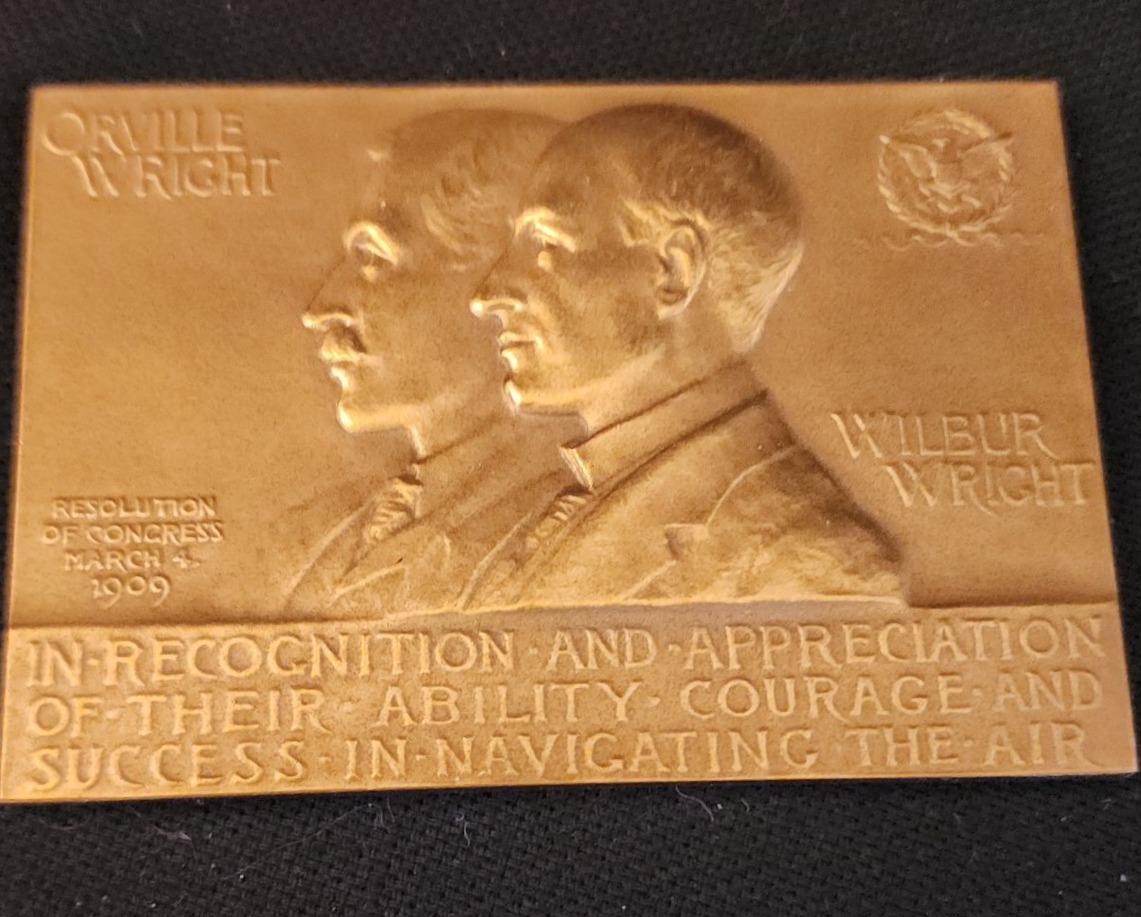 ORVILLE
WRIGHT
WILBUR
WRIGHT
RESOLUTION
OF CONGRESS
MARCH 4.
1909
IN·RECOGNITION·AND·APPRECIATION
OF·THEIR·ABILITY·COURAGE·AND
SUCCESS·IN·NAVIGATING·THE·AIR